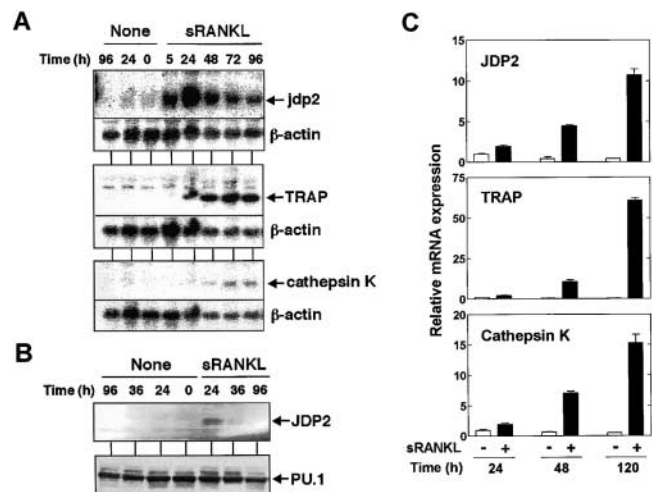 A
None sRANKL
Time (h) 96 24 0 5 24 48 72 96
jdp2
β-actin
TRAP
β-actin
cathepsin K
β-actin
B
None sRANKL
Time (h) 96 36 24 0 24 36 96
JDP2
PU.1
C
Relative mRNA expression
JDP2
15
10
5
0
TRAP
75
50
25
0
Cathepsin K
20
15
10
5
0
sRANKL - + - + - +
Time (h) 24 48 120